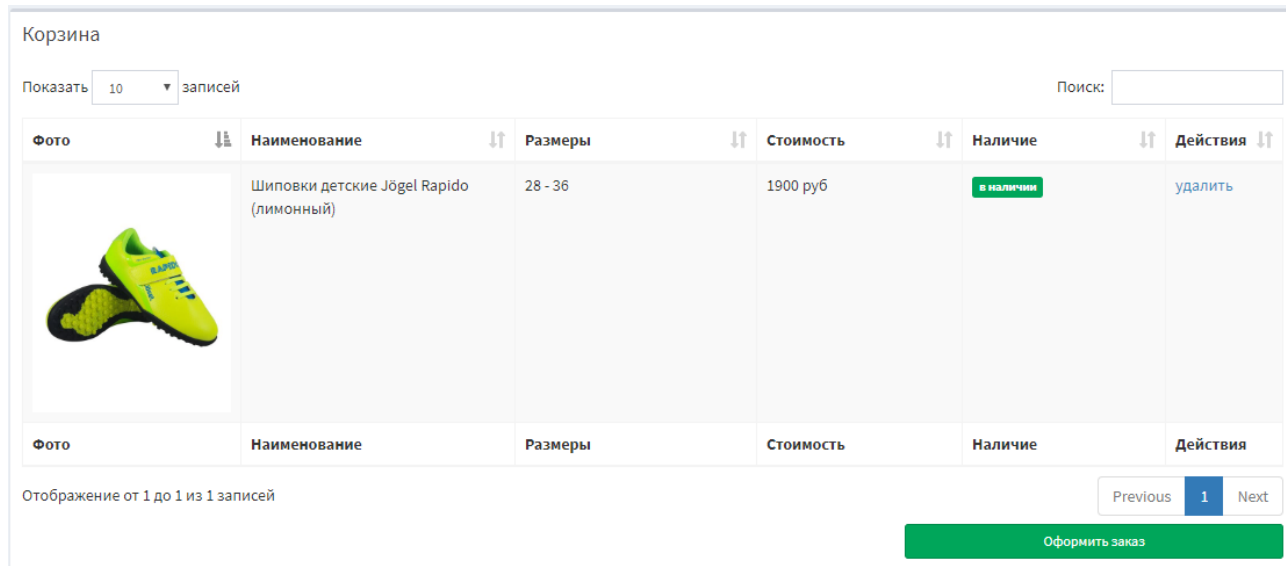 Корзина
Показать 10 записей Поиск:
Фото Наименование Размеры Стоимость Наличие Действия
Шиповки детские Jögel Rapido 28 - 36 1900 руб в наличии удалить
(лимонный)
Фото Наименование Размеры Стоимость Наличие Действия
Отображение от 1 до 1 из 1 записей Previous 1 Next
Оформить заказ